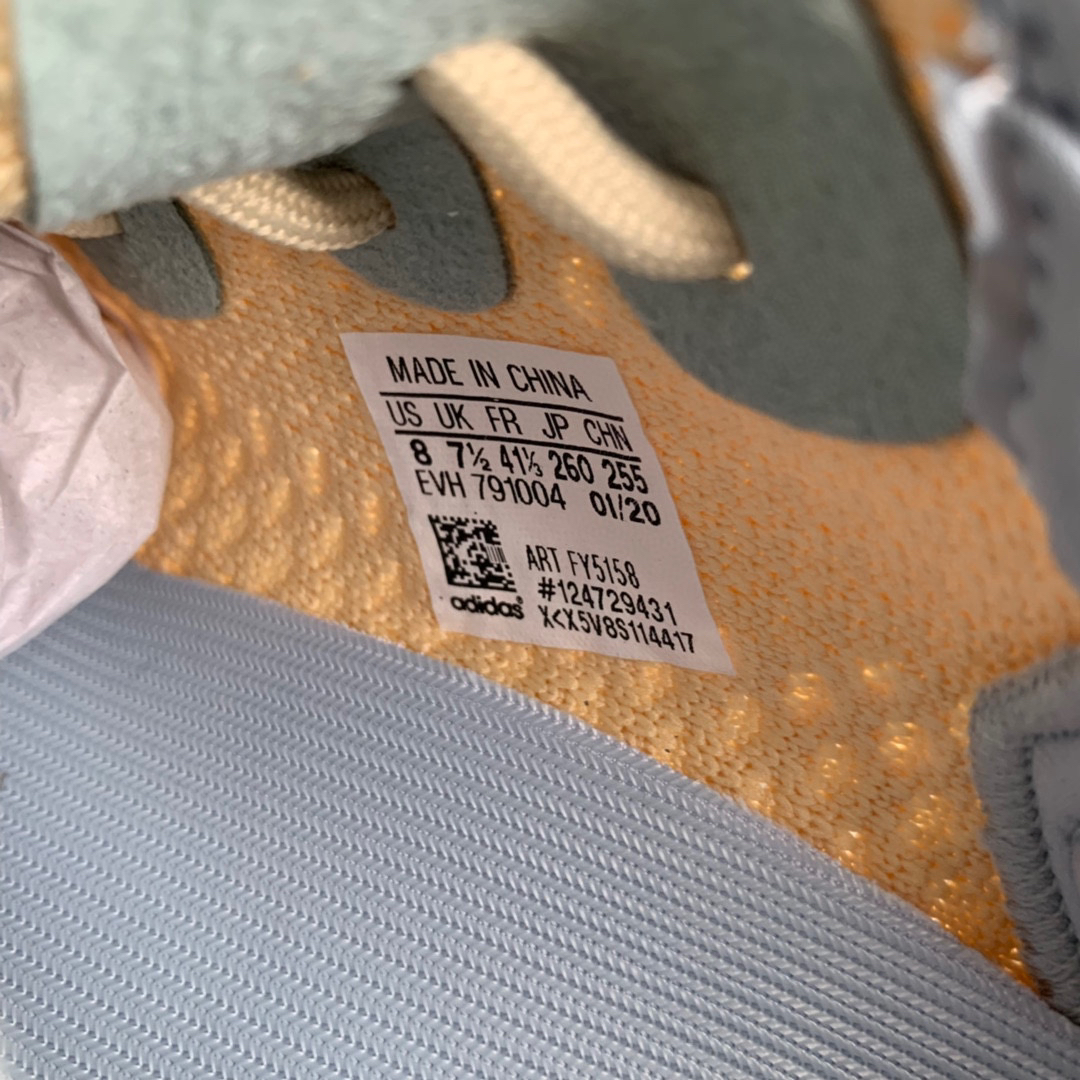 MADE IN CHINA
US UK FR JP CHN
8 7½ 41⅓ 260 255
EVH 791004 01/20
ART FY5158
#124729431
X<X5V8S114417
adidas®